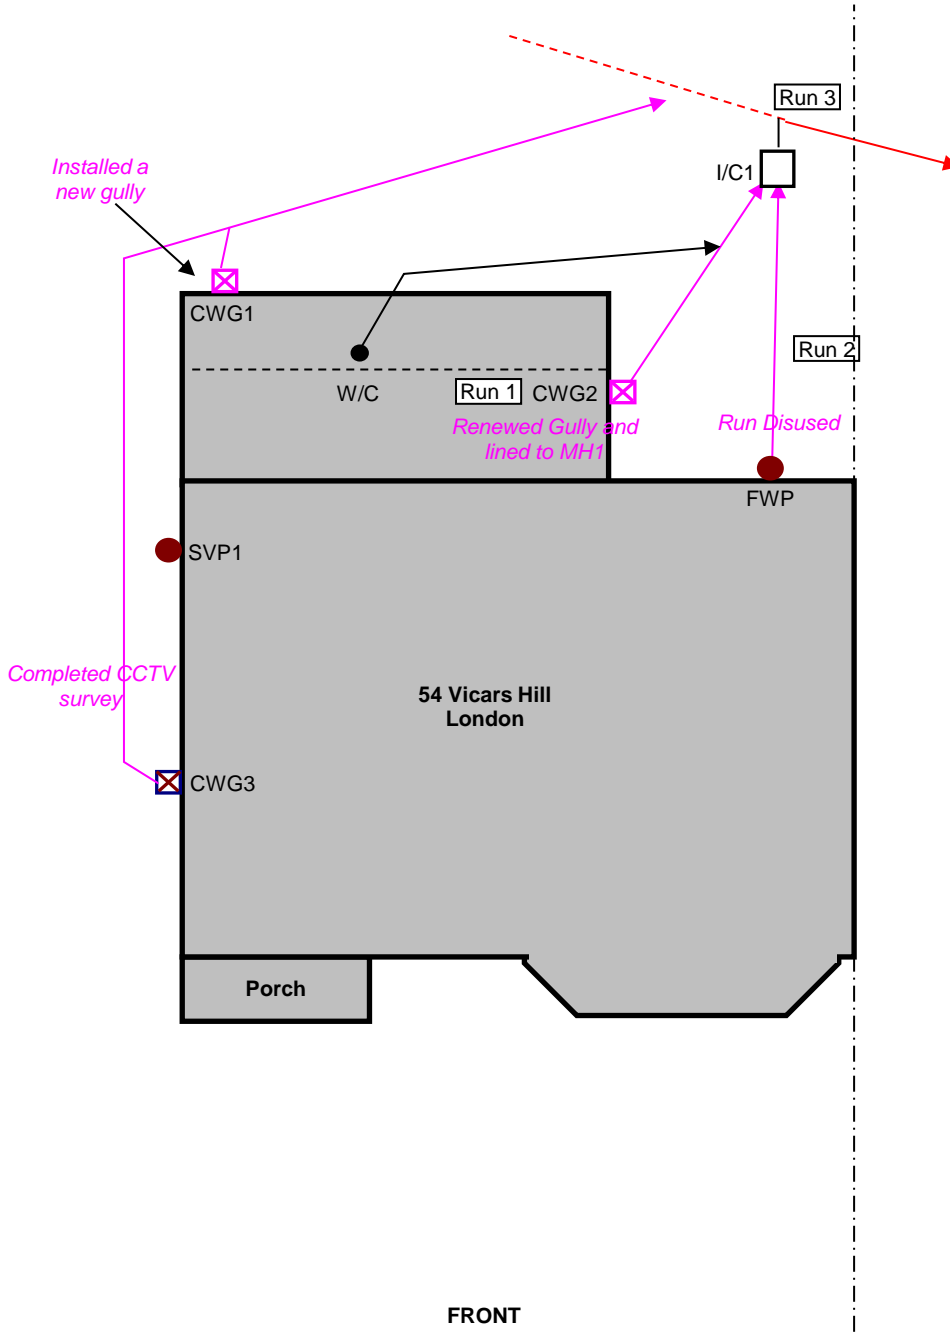 Run 3
Installed a
new gully
I/C1
CWG1
Run 2
W/C
Run 1
CWG2
Renewed Gully and
lined to MH1
Run Disused
FWP
SVP1
Completed CCTV
survey
54 Vicars Hill
London
CWG3
Porch
FRONT